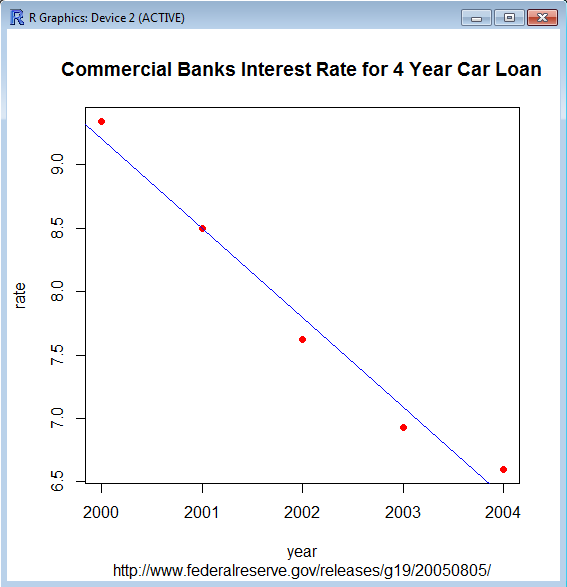 R Graphics: Device 2 (ACTIVE)
Commercial Banks Interest Rate for 4 Year Car Loan
rate
9.0
8.5
8.0
7.5
7.0
6.5
2000 2001 2002 2003 2004
year
http://www.federalreserve.gov/releases/g19/20050805/